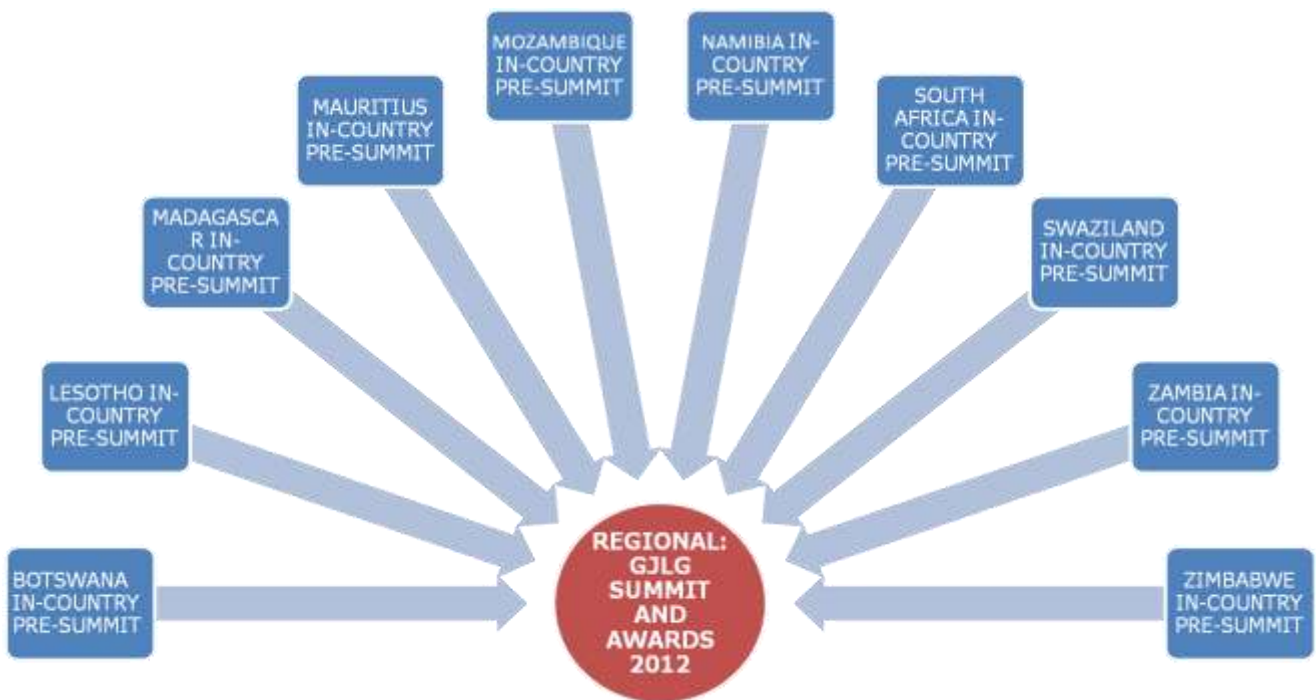 MOZAMBIQUE
IN-COUNTRY
PRE-SUMMIT
NAMIBIA IN-
COUNTRY
PRE-SUMMIT
MAURITIUS
IN-COUNTRY
PRE-SUMMIT
SOUTH
AFRICA IN-
COUNTRY
PRE-SUMMIT
MADAGASCA
R IN-
COUNTRY
PRE-SUMMIT
SWAZILAND
IN-COUNTRY
PRE-SUMMIT
LESOTHO IN-
COUNTRY
PRE-SUMMIT
ZAMBIA IN-
COUNTRY
PRE-SUMMIT
BOTSWANA
IN-COUNTRY
PRE-SUMMIT
REGIONAL:
GJLG
SUMMIT
AND
AWARDS
2012
ZIMBABWE
IN-COUNTRY
PRE-SUMMIT